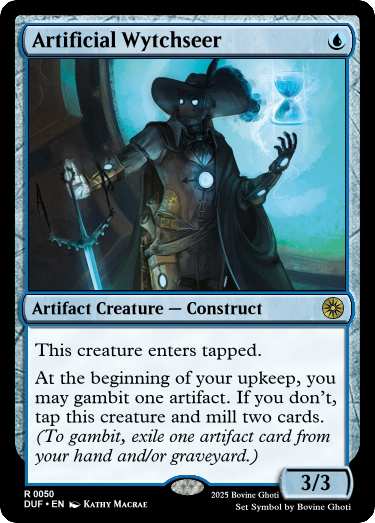 Artificial Wytchseer
This creature enters tapped.
Artifact Creature — Construct
At the beginning of your upkeep, you
may gambit one artifact. If you don't,
tap this creature and mill two cards.
(To gambit, exile one artifact card from
your hand and/or graveyard.)
3/3
R 0050
DUF • EN Kathy Macrae
2025 Bovine Ghoti
Set Symbol by Bovine Ghoti